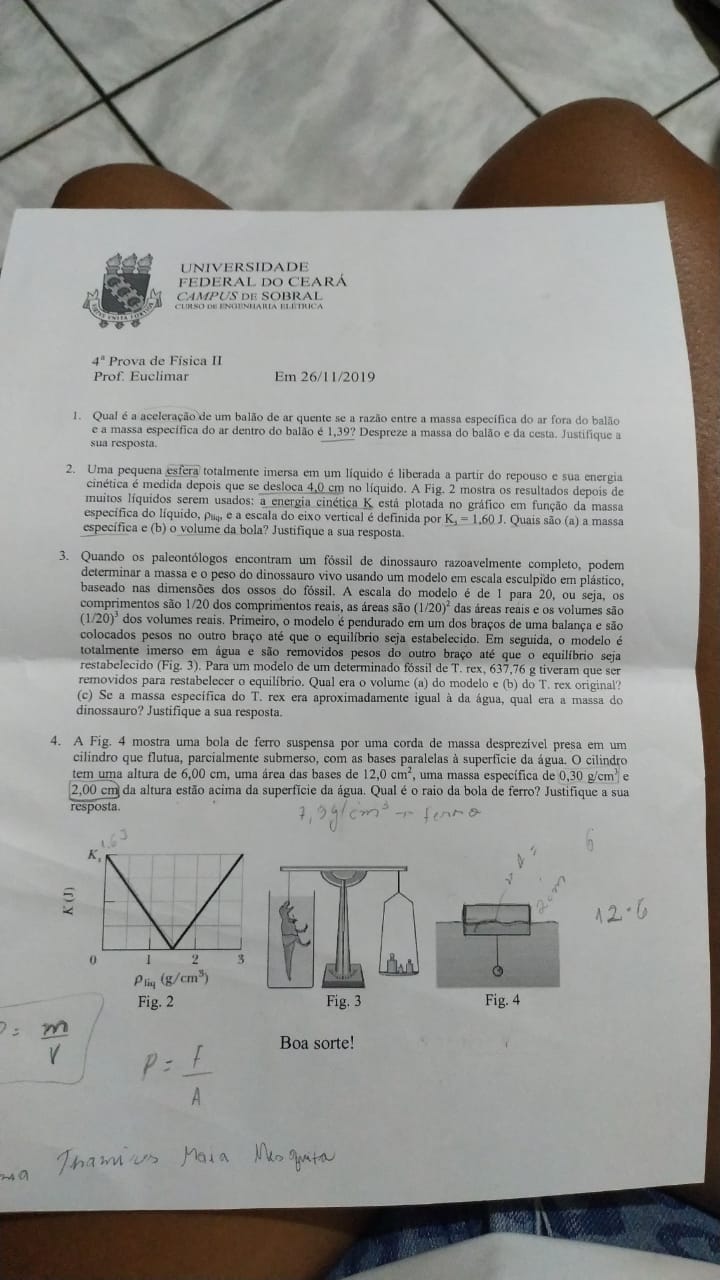 UNIVERSIDADE
FEDERAL DO CEARÁ
CAMPUS DE SOBRAL
CURSO DE ENGENHARIA ELÉTRICA
4ª Prova de Física II
Prof. Euclimar
Em 26/11/2019
1. Qual é a aceleração de um balão de ar quente se a razão entre a massa específica do ar fora do balão
e a massa específica do ar dentro do balão é 1,39? Despreze a massa do balão e da cesta. Justifique a
sua resposta.
2. Uma pequena esfera totalmente imersa em um líquido é liberada a partir do repouso e sua energia
cinética é medida depois que se desloca 4,0 cm no líquido. A Fig. 2 mostra os resultados depois de
muitos líquidos serem usados: a energia cinética K está plotada no gráfico em função da massa
específica do líquido, ρliq, e a escala do eixo vertical é definida por Ks = 1,60 J. Quais são (a) a massa
específica e (b) o volume da bola? Justifique a sua resposta.
3. Quando os paleontólogos encontram um fóssil de dinossauro razoavelmente completo, podem
determinar a massa e o peso do dinossauro vivo usando um modelo em escala esculpido em plástico,
baseado nas dimensões dos ossos do fóssil. A escala do modelo é de 1 para 20, ou seja, os
comprimentos são 1/20 dos comprimentos reais, as áreas são (1/20)² das áreas reais e os volumes são
(1/20)³ dos volumes reais. Primeiro, o modelo é pendurado em um dos braços de uma balança e são
colocados pesos no outro braço até que o equilíbrio seja estabelecido. Em seguida, o modelo é
totalmente imerso em água e são removidos pesos do outro braço até que o equilíbrio seja
restabelecido (Fig. 3). Para um modelo de um determinado fóssil de T. rex, 637,76 g tiveram que ser
removidos para restabelecer o equilíbrio. Qual era o volume (a) do modelo e (b) do T. rex original?
(c) Se a massa específica do T. rex era aproximadamente igual à da água, qual era a massa do
dinossauro? Justifique a sua resposta.
4. A Fig. 4 mostra uma bola de ferro suspensa por uma corda de massa desprezível presa em um
cilindro que flutua, parcialmente submerso, com as bases paralelas à superfície da água. O cilindro
tem uma altura de 6,00 cm, uma área das bases de 12,0 cm², uma massa específica de 0,30 g/cm³ e
2,00 cm da altura estão acima da superfície da água. Qual é o raio da bola de ferro? Justifique a sua
resposta.
7,9g/cm³ → ferro
Ks
K (J)
0 1 2 3
ρliq (g/cm³)
Fig. 2
Fig. 3
2cm
6
12·6
Fig. 4
= m
V
P = F
A
Boa sorte!
Maia Mesquita